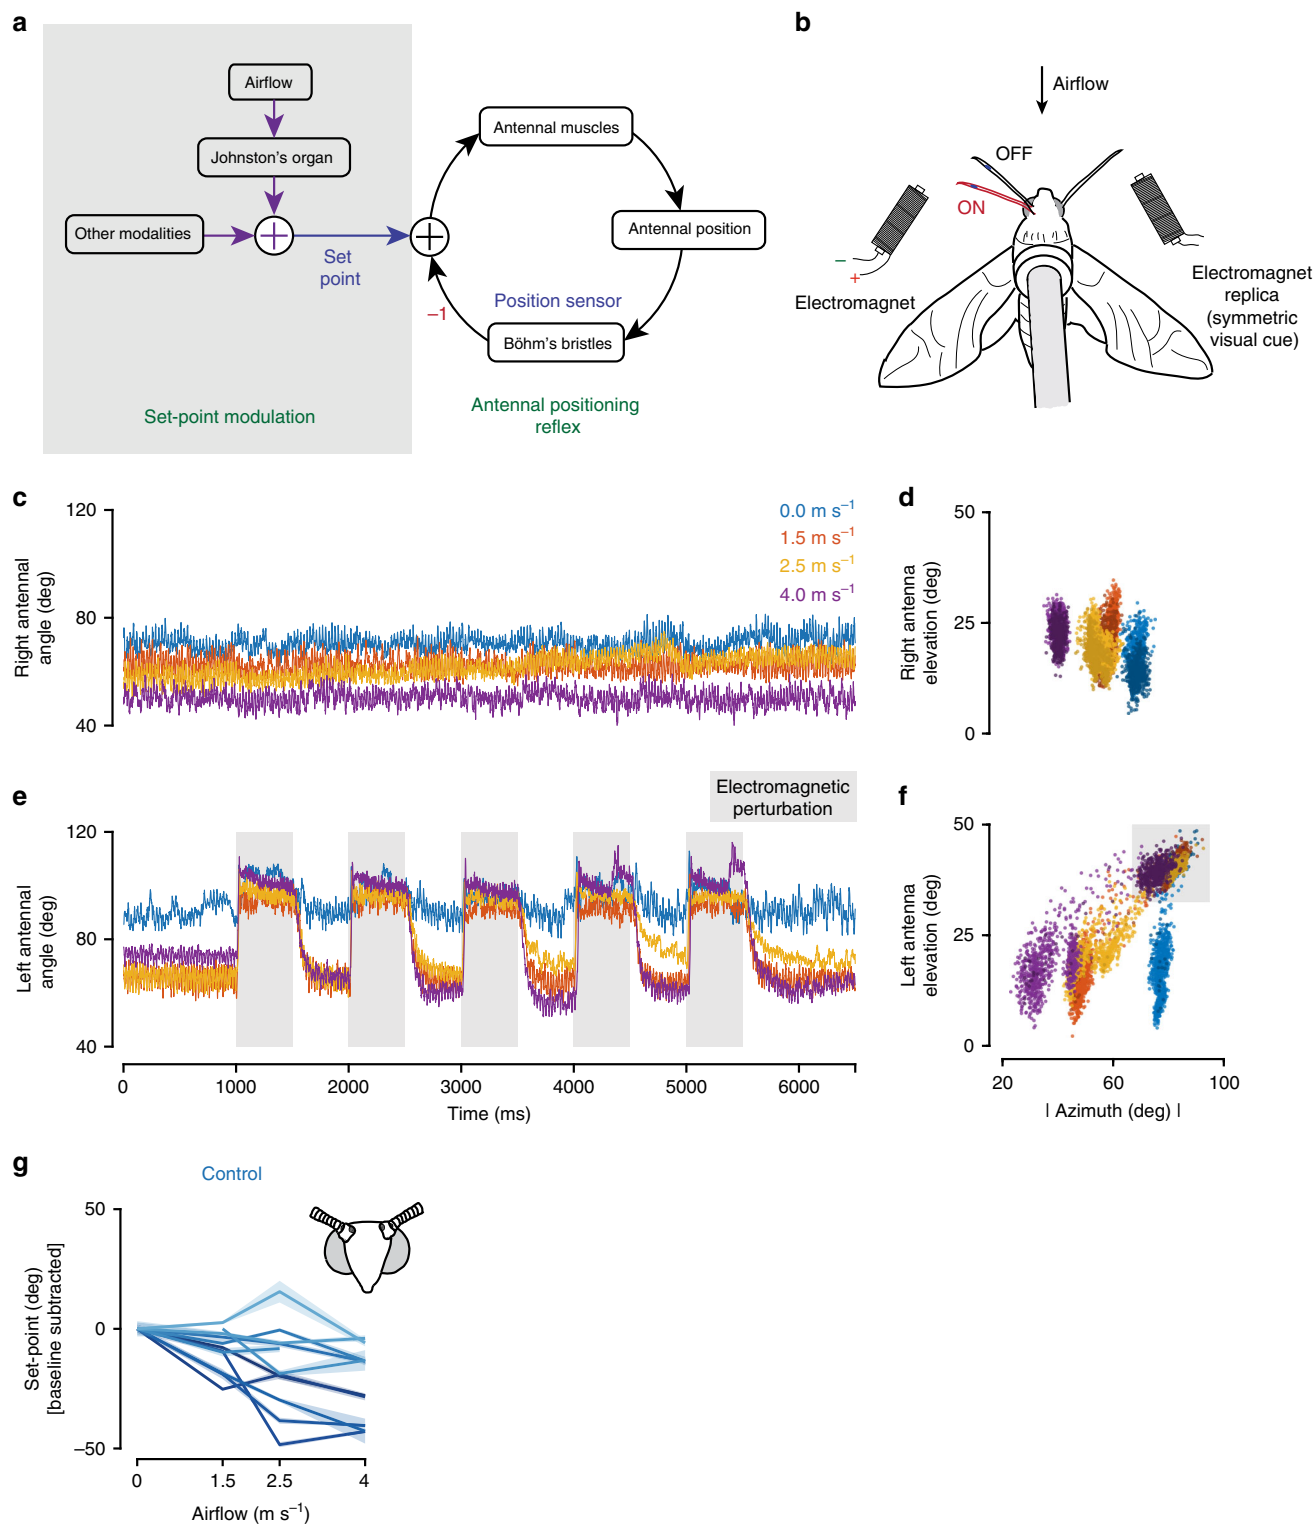 a
Airflow
Johnston's organ
Other modalities
Set
point
Set-point modulation
Antennal muscles
Antennal position
Position sensor
–1
Böhm's bristles
Antennal positioning
reflex
b
Airflow
OFF
ON
–
+
Electromagnet
Electromagnet
replica
(symmetric
visual cue)
c
120
80
40
Right antennal
angle (deg)
0.0 m s⁻¹
1.5 m s⁻¹
2.5 m s⁻¹
4.0 m s⁻¹
d
50
25
0
Right antenna
elevation (deg)
e
Electromagnetic
perturbation
120
80
40
Left antennal
angle (deg)
0
1000
2000
3000
4000
5000
6000
Time (ms)
f
50
25
0
Left antenna
elevation (deg)
20
60
100
| Azimuth (deg) |
g
Control
50
0
–50
Set-point (deg)
[baseline subtracted]
0
1.5
2.5
4
Airflow (m s⁻¹)